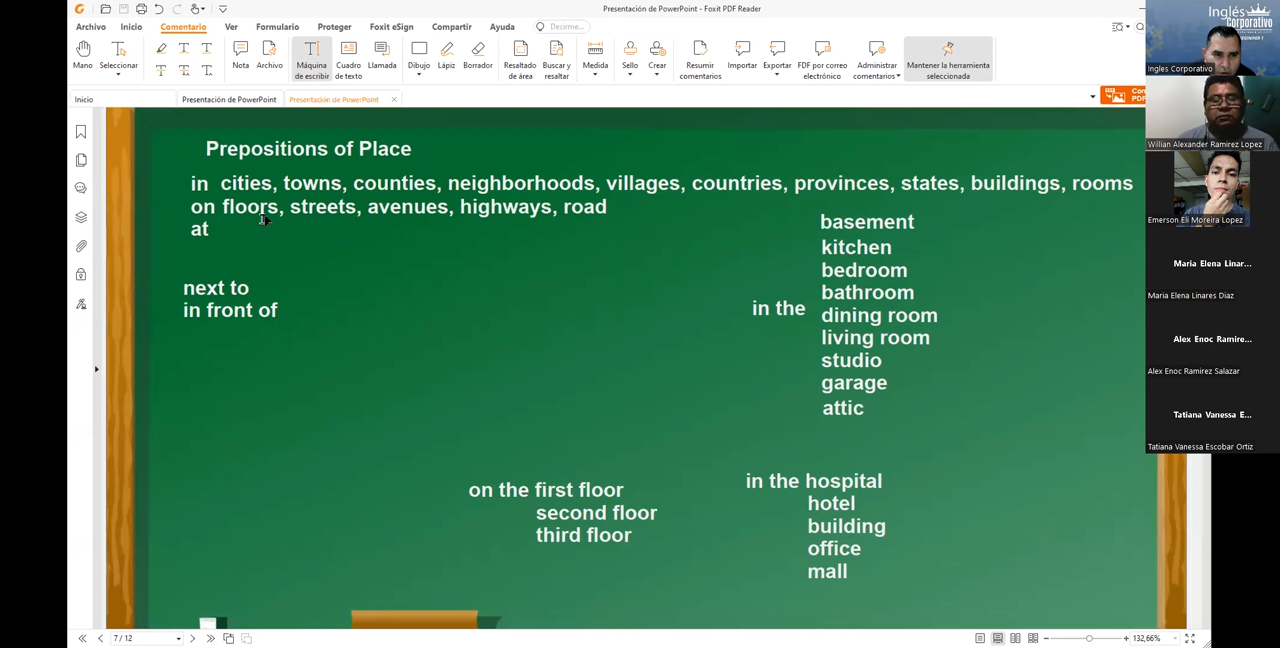 Presentación de PowerPoint - Foxit PDF Reader
Archivo Inicio Comentario Ver Formulario Proteger Foxit eSign Compartir Ayuda Decirme...
Mano Seleccionar Nota Archivo Máquina de escribir Cuadro de texto Llamada Dibujo Lápiz Borrador Resaltado de área Buscar y resaltar Medida Sello Crear Resumir comentarios Importar Exportar PDF por correo electrónico Administrar comentarios Mantener la herramienta seleccionada
Inicio Presentación de PowerPoint Presentación de PowerPoint
Prepositions of Place
in cities, towns, counties, neighborhoods, villages, countries, provinces, states, buildings, rooms
on floors, streets, avenues, highways, road
at
next to
in front of
in the
basement
kitchen
bedroom
bathroom
dining room
living room
studio
garage
attic
on the first floor
second floor
third floor
in the hospital
hotel
building
office
mall
7 / 12
132,66%
Inglés
Corporativo
BEGINNER 1
Ingles Corporativo
Willian Alexander Ramirez Lopez
Emerson Eli Moreira Lopez
Maria Elena Linar...
Maria Elena Linares Diaz
Alex Enoc Ramire...
Alex Enoc Ramirez Salazar
Tatiana Vanessa E...
Tatiana Vanessa Escobar Ortiz